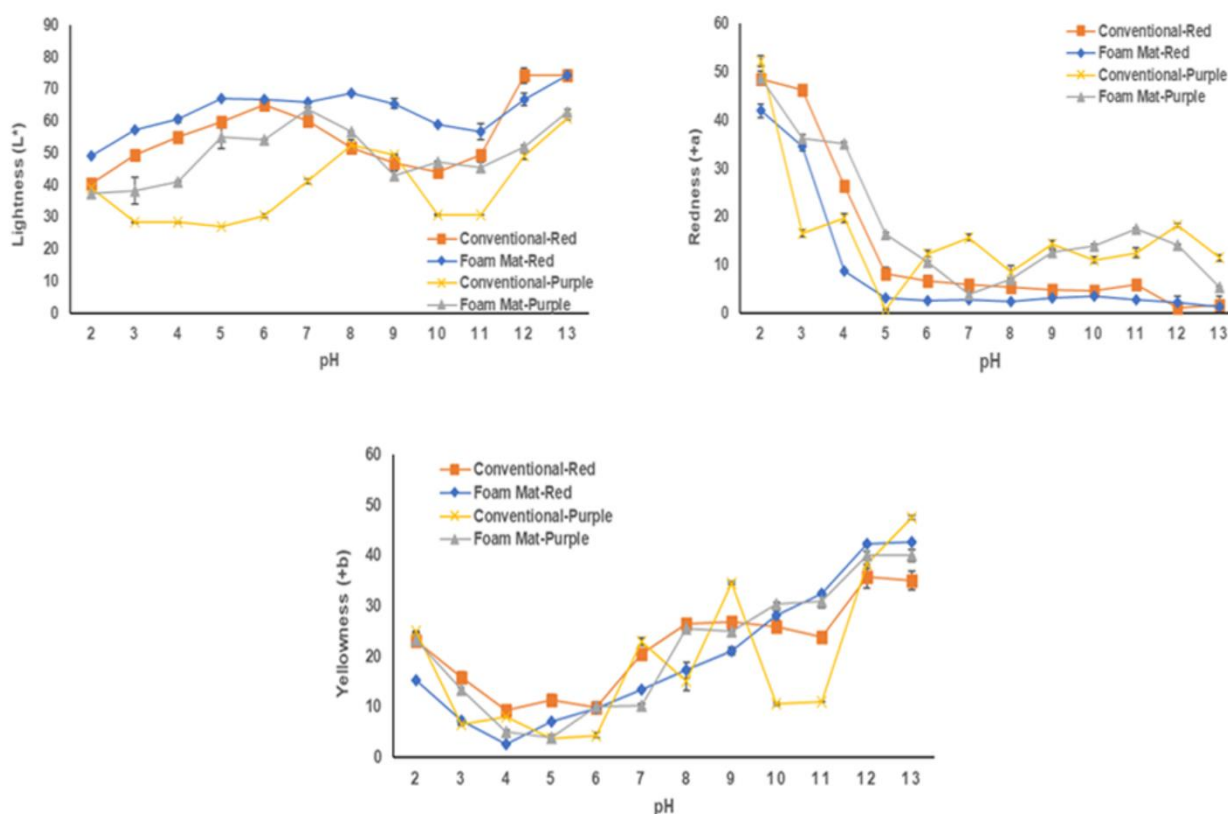 90
80
70
60
50
40
30
20
10
0
Lightness (L*)
2 3 4 5 6 7 8 9 10 11 12 13
pH
Conventional-Red
Foam Mat-Red
Conventional-Purple
Foam Mat-Purple
60
50
40
30
20
10
0
Redness (+a)
2 3 4 5 6 7 8 9 10 11 12 13
pH
Conventional-Red
Foam Mat-Red
Conventional-Purple
Foam Mat-Purple
60
50
40
30
20
10
0
Yellowness (+b)
2 3 4 5 6 7 8 9 10 11 12 13
pH
Conventional-Red
Foam Mat-Red
Conventional-Purple
Foam Mat-Purple